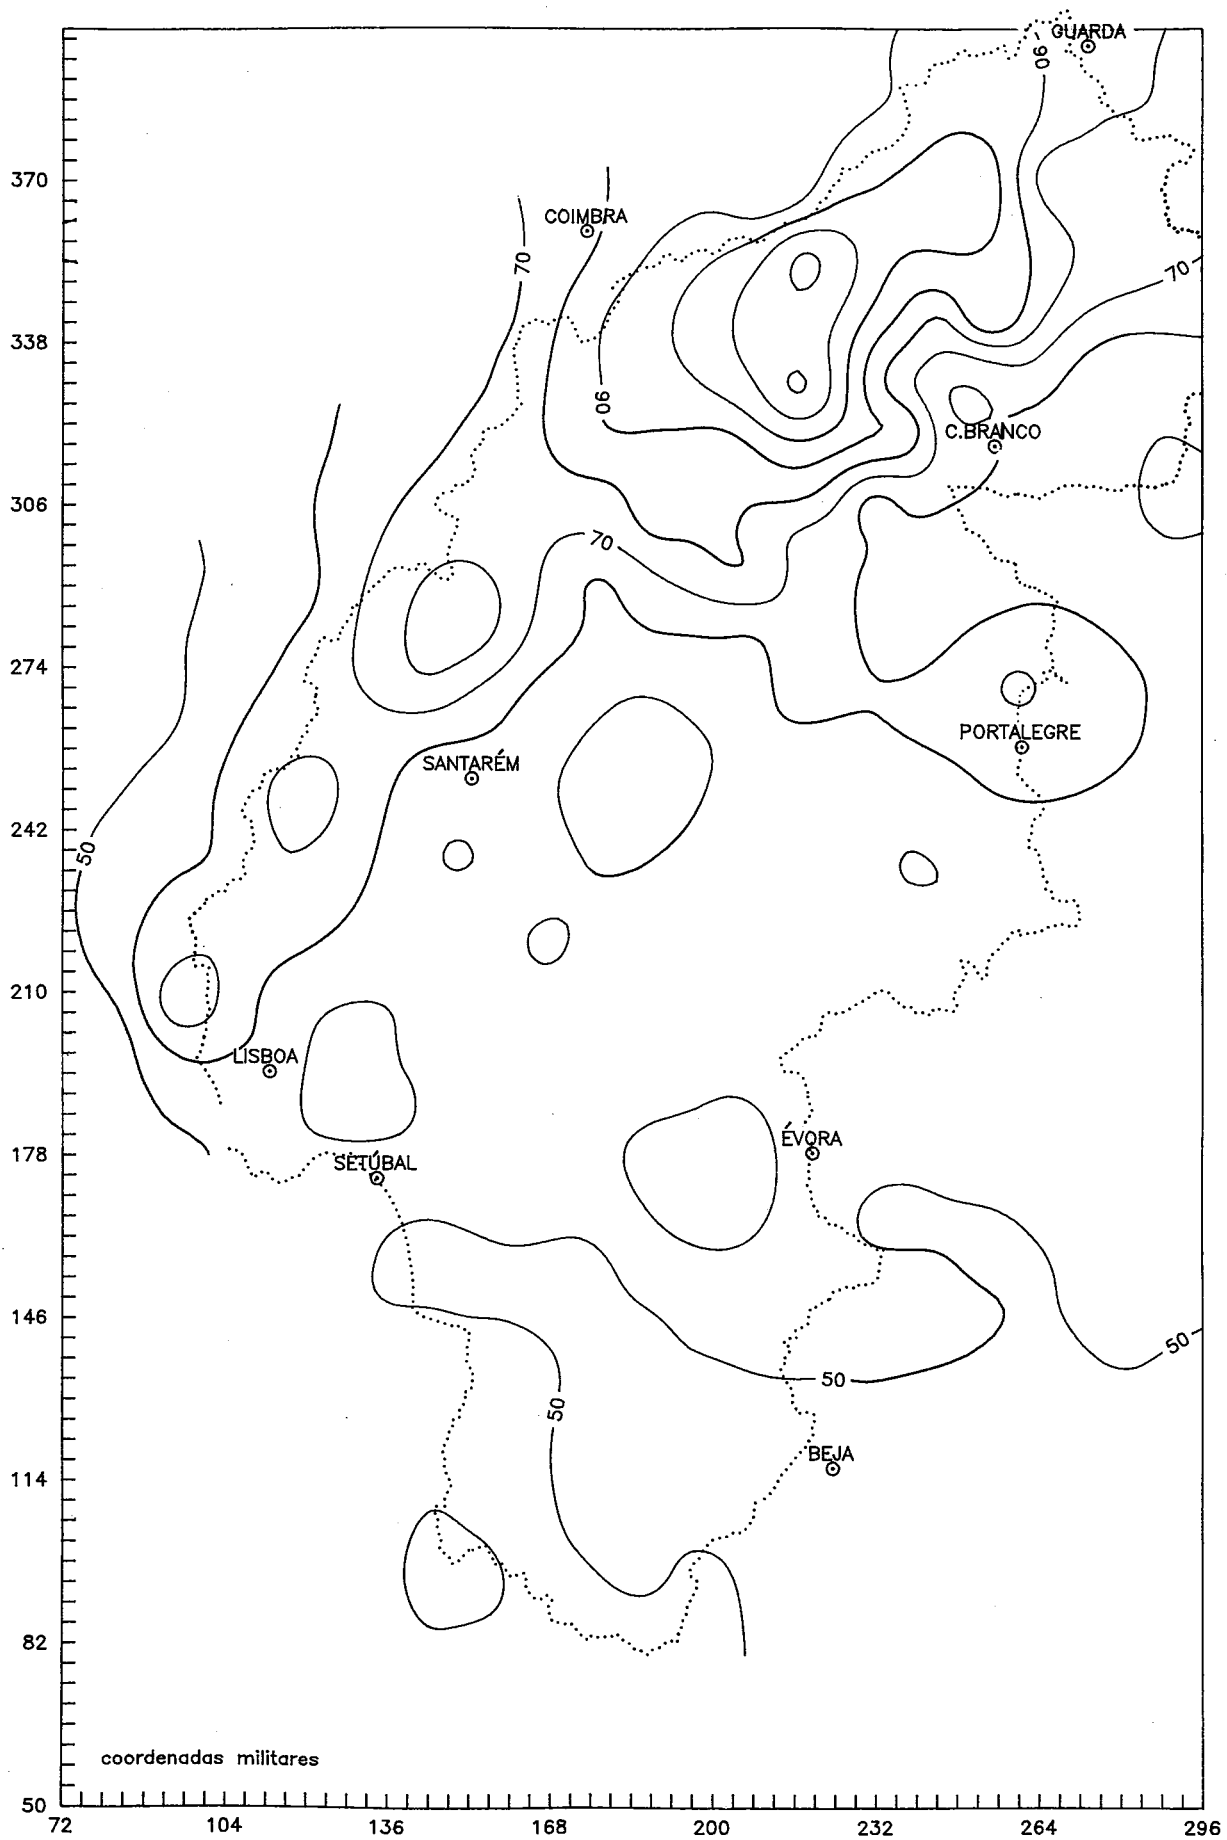 GUARDA
90
370
COIMBRA
70
70
338
90
C.BRANCO
306
70
274
PORTALEGRE
SANTARÉM
242
50
210
LISBOA
ÉVORA
178
SETÚBAL
146
50
50
50
BEJA
114
82
coordenadas militares
50
72 104 136 168 200 232 264 296